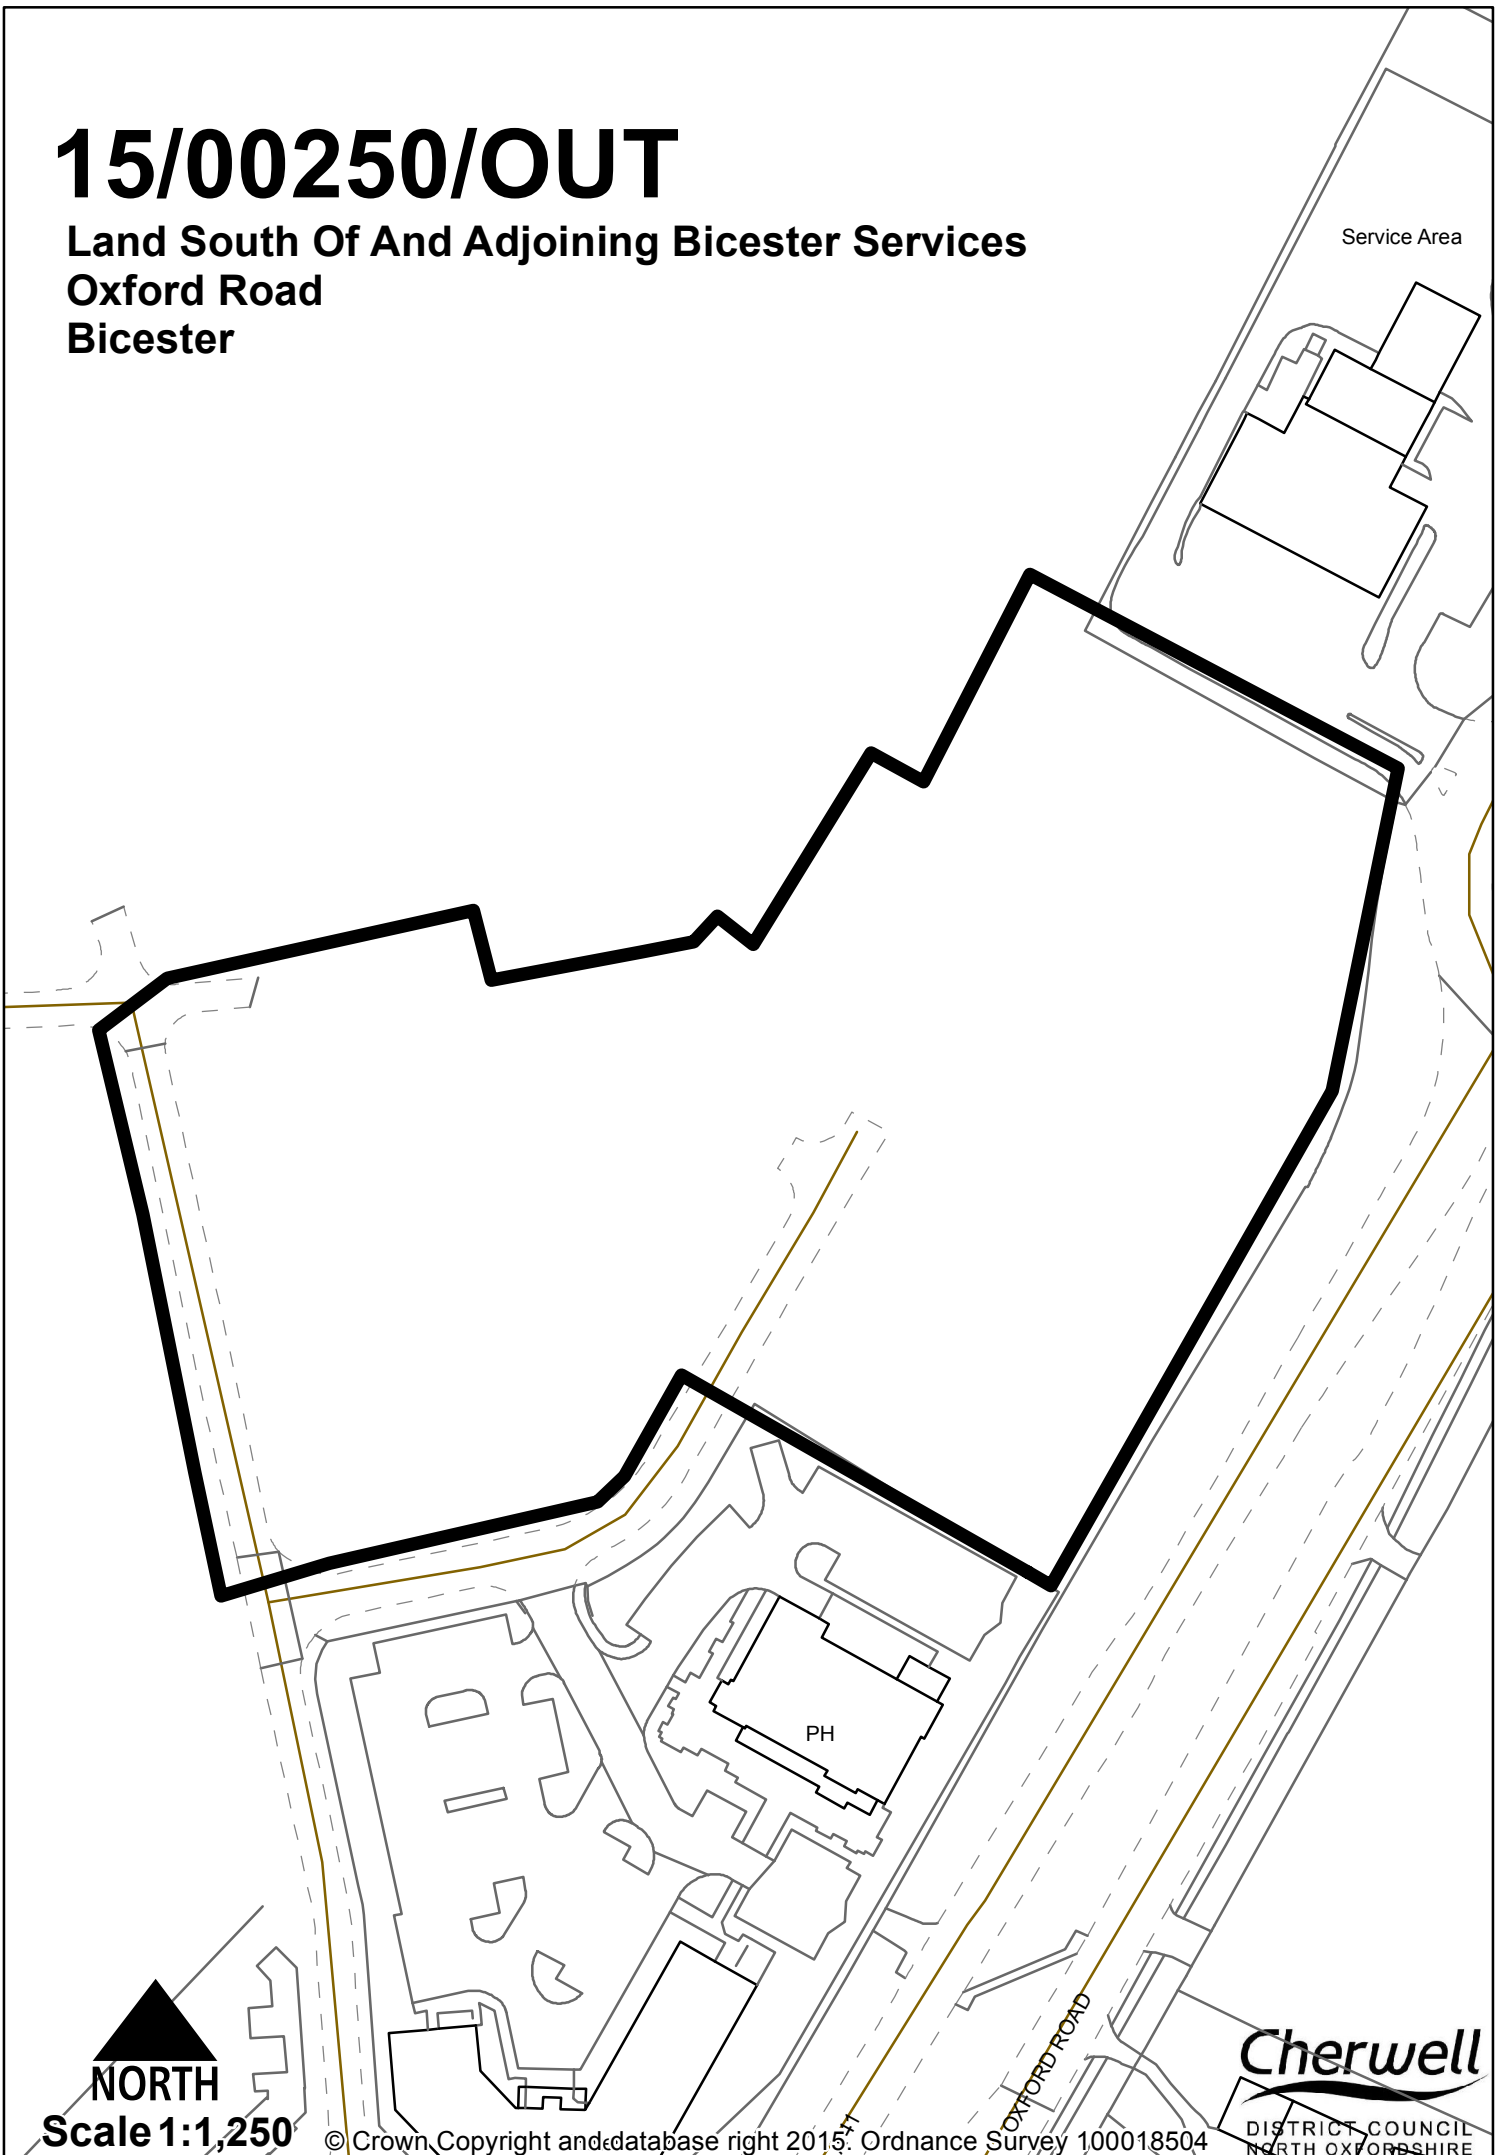 15/00250/OUT
Land South Of And Adjoining Bicester Services
Oxford Road
Bicester
Service Area
PH
OXFORD ROAD
41
NORTH
Scale 1:1,250
© Crown Copyright and database right 2015. Ordnance Survey 100018504
Cherwell
DISTRICT COUNCIL
NORTH OXFORDSHIRE